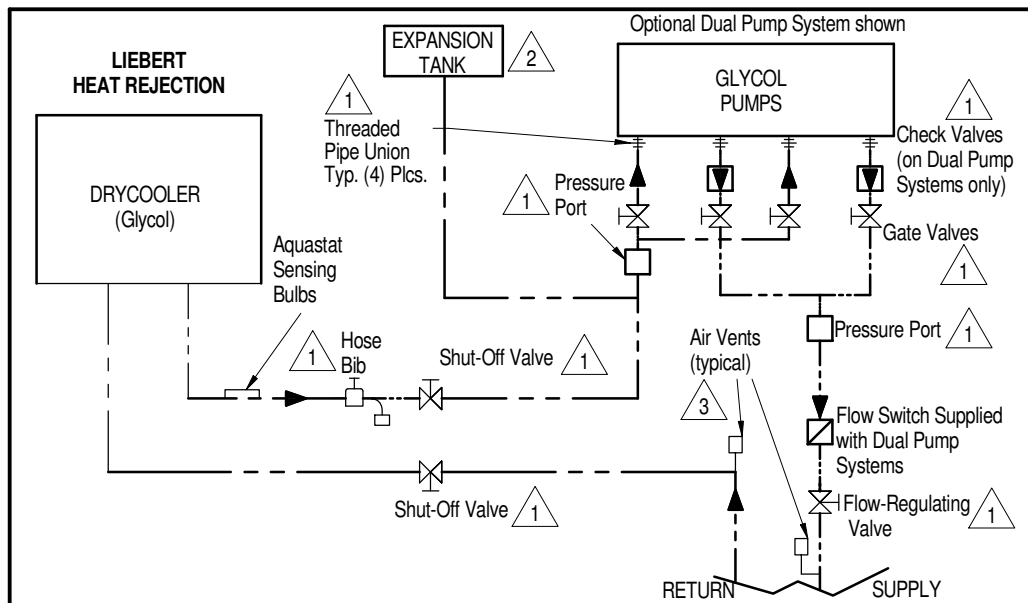 LIEBERT
HEAT REJECTION
EXPANSION
TANK
2
Optional Dual Pump System shown
GLYCOL
PUMPS
1
Threaded
Pipe Union
Typ. (4) Plcs.
1
Check Valves
(on Dual Pump
Systems only)
DRYCOOLER
(Glycol)
1
Pressure
Port
Gate Valves
1
Aquastat
Sensing
Bulbs
1
Hose
Bib
Shut-Off Valve
1
Air Vents
(typical)
3
Pressure Port
1
Flow Switch Supplied
with Dual Pump
Systems
Shut-Off Valve
1
Flow-Regulating
Valve
1
RETURN
SUPPLY